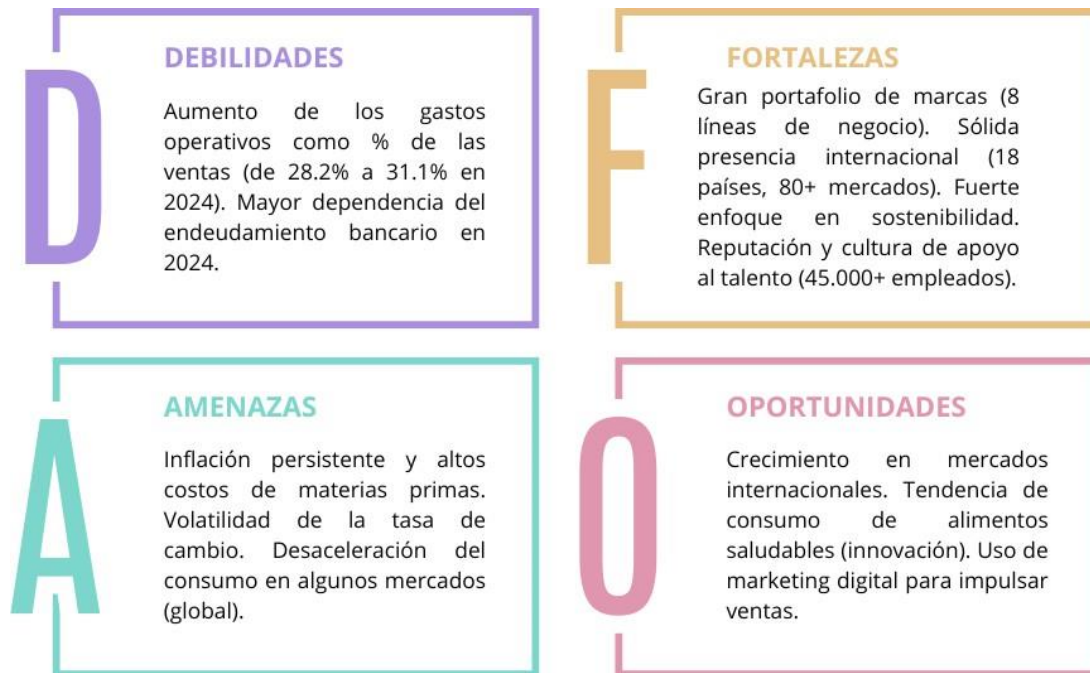 D
DEBILIDADES
Aumento de los gastos
operativos como % de las
ventas (de 28.2% a 31.1% en
2024). Mayor dependencia del
endeudamiento bancario en
2024.
F
FORTALEZAS
Gran portafolio de marcas (8
líneas de negocio). Sólida
presencia internacional (18
países, 80+ mercados). Fuerte
enfoque en sostenibilidad.
Reputación y cultura de apoyo
al talento (45.000+ empleados).
A
AMENAZAS
Inflación persistente y altos
costos de materias primas.
Volatilidad de la tasa de
cambio. Desaceleración del
consumo en algunos mercados
(global).
O
OPORTUNIDADES
Crecimiento en mercados
internacionales. Tendencia de
consumo de alimentos
saludables (innovación). Uso de
marketing digital para impulsar
ventas.